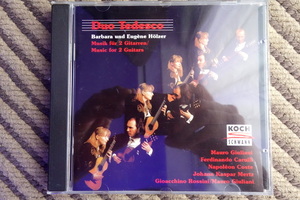 Duo Tedesco
Barbara und Eugène Hölzer
Musik für 2 Gitarren/
Music for 2 Guitars
KOCH
SCHWANN
Mauro Giuliani
Ferdinando Carulli
Napoléon Coste
Johann Kaspar Mertz
Gioacchino Rossini/Mauro Giuliani